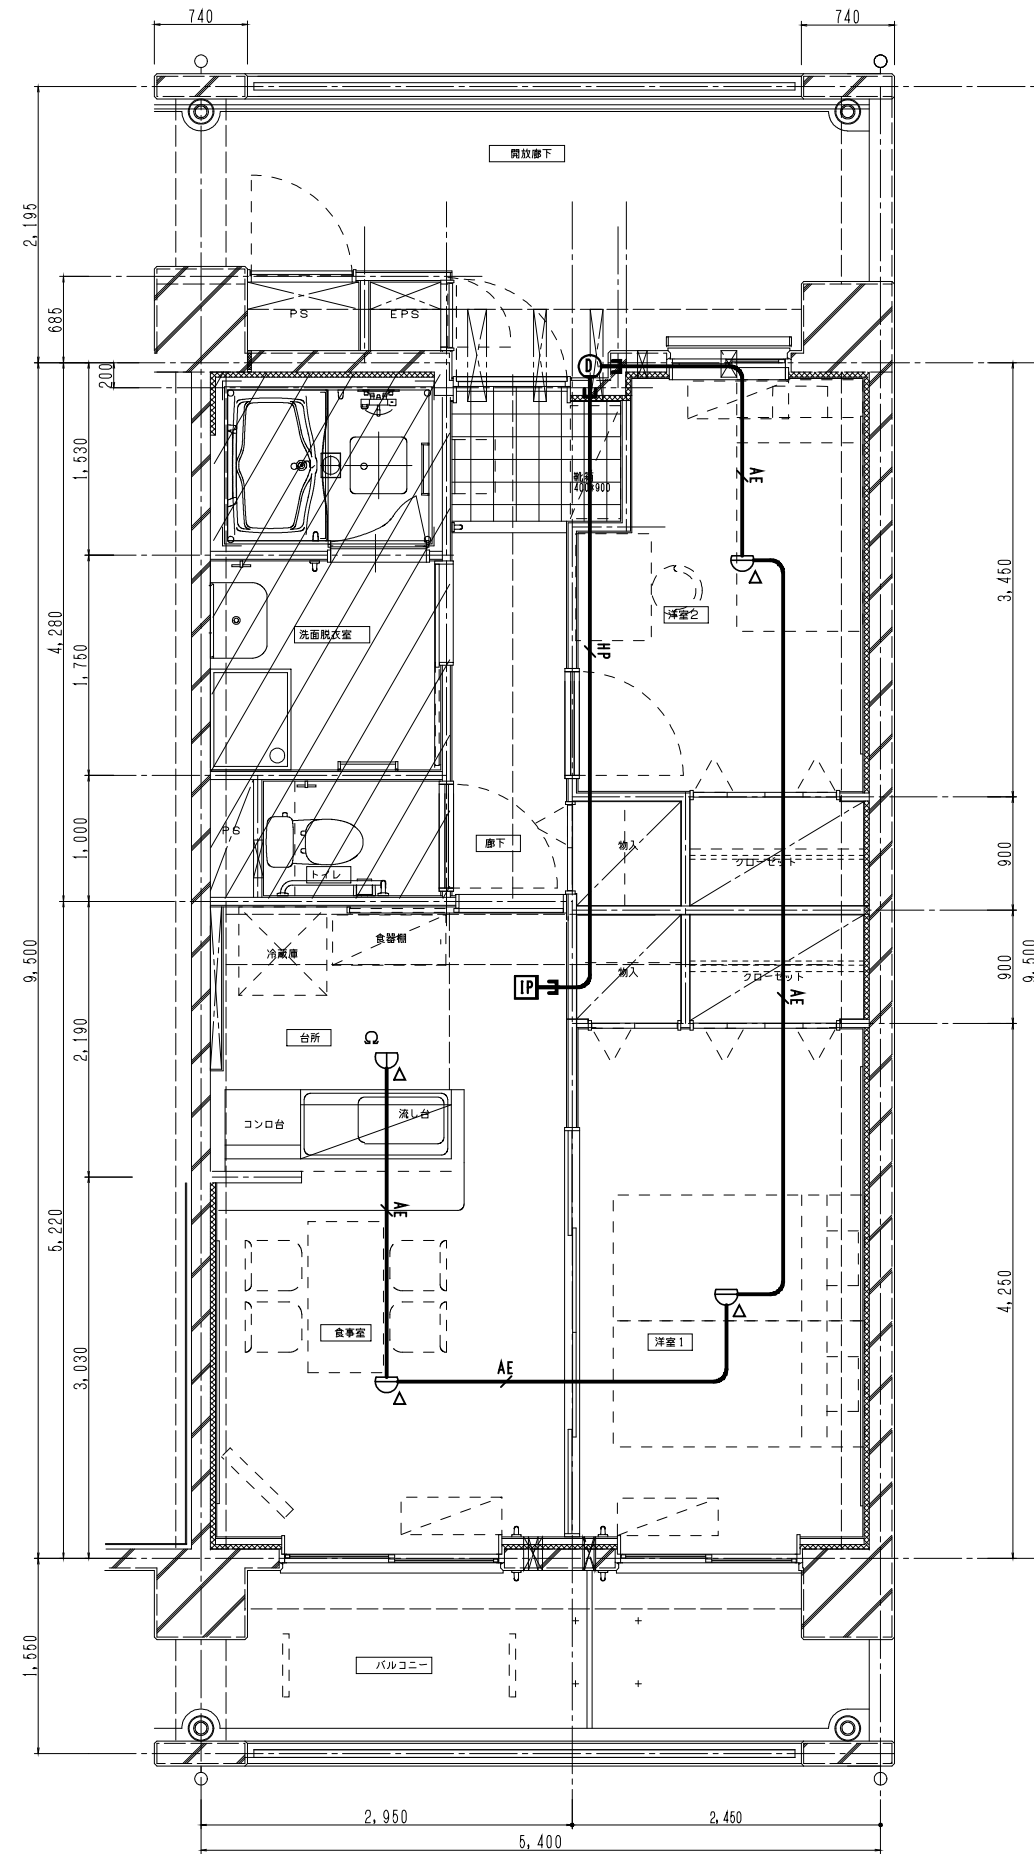 740
740
開放廊下
2,195
685
200
PS
EPS
D
1,530
AE
靴箱
400×900
3,450
洋室2
4,280
1,750
洗面脱衣室
HP
1,000
PS
廊下
トイレ
物入
クローゼット
900
9,500
冷蔵庫
食器棚
物入
クローゼット
900
9,500
IP
AE
2,190
台所
Ω
コンロ台
流し台
AE
5,220
4,250
3,030
食事室
洋室1
AE
1,550
バルコニー
2,950
2,450
5,400